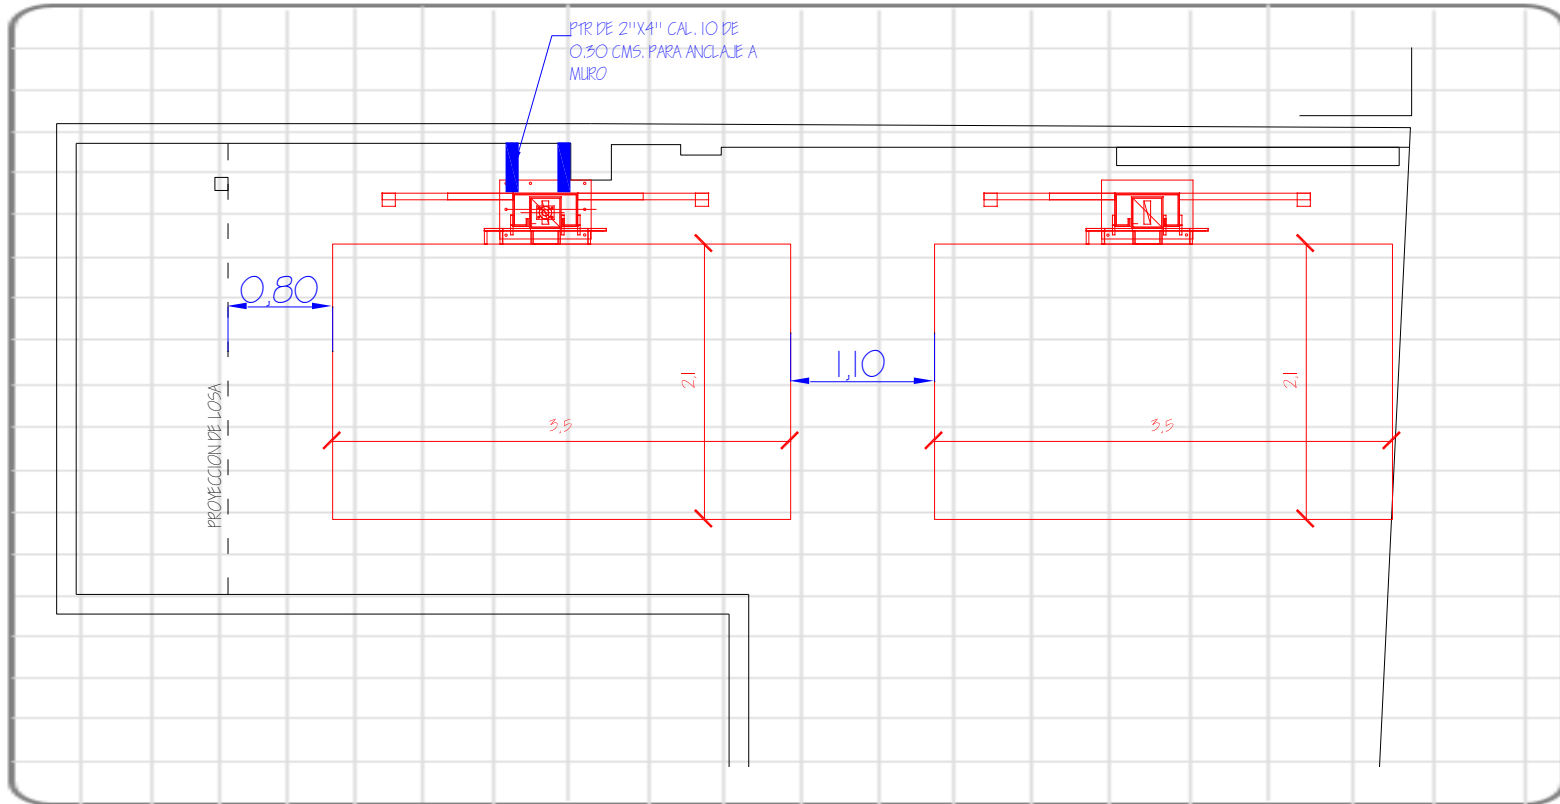 PTR DE 2"X4" CAL. 10 DE
0.30 CMS. PARA ANCLAJE A
MURO
0,80
1,10
2,1
2,1
3,5
3,5
PROYECCION DE LOSA